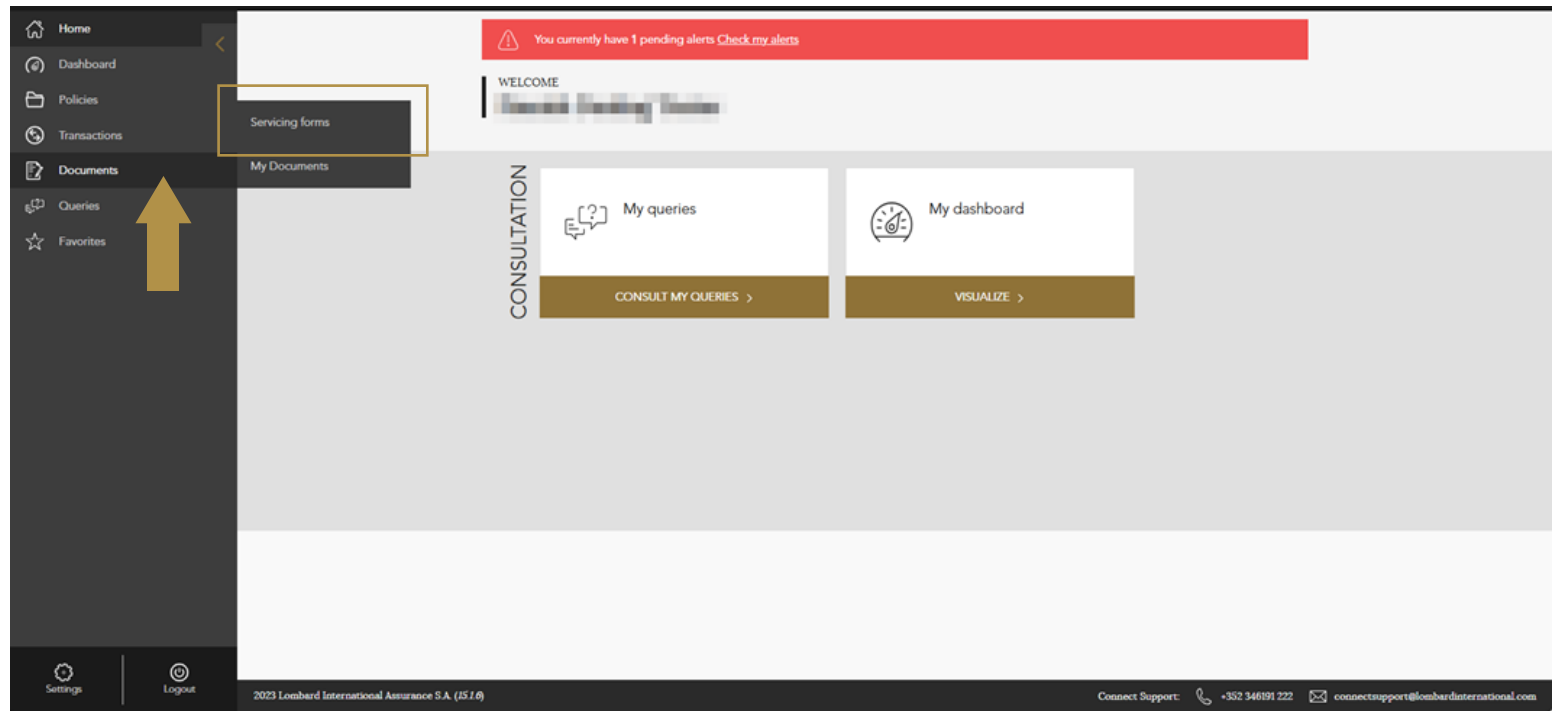 Home
Dashboard
Policies
Transactions
Documents
Queries
Favorites
Servicing forms
My Documents
You currently have 1 pending alerts Check my alerts
WELCOME
CONSULTATION
My queries
CONSULT MY QUERIES >
My dashboard
VISUALIZE >
Settings
Logout
2023 Lombard International Assurance S.A. (15.1.6)
Connect Support: +352 346191 222 connectsupport@lombardinternational.com